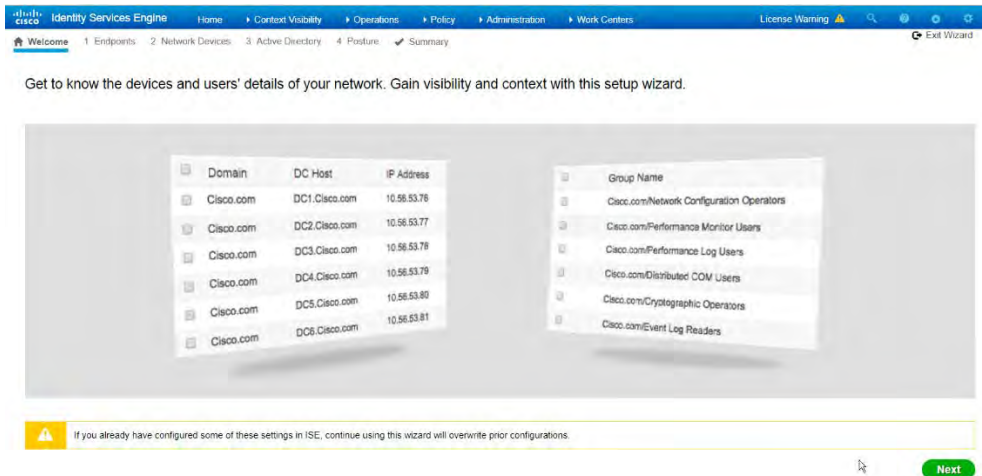 cisco Identity Services Engine Home Context Visibility Operations Policy Administration Work Centers License Warning
Welcome 1 Endpoints 2 Network Devices 3 Active Directory 4 Posture Summary Exit Wizard
Get to know the devices and users' details of your network. Gain visibility and context with this setup wizard.
Domain DC Host IP Address
Cisco.com DC1.Cisco.com 10.56.53.76
Cisco.com DC2.Cisco.com 10.56.53.77
Cisco.com DC3.Cisco.com 10.56.53.78
Cisco.com DC4.Cisco.com 10.56.53.79
Cisco.com DC5.Cisco.com 10.56.53.80
Cisco.com DC6.Cisco.com 10.56.53.81
Group Name
Cisco.com/Network Configuration Operators
Cisco.com/Performance Monitor Users
Cisco.com/Performance Log Users
Cisco.com/Distributed COM Users
Cisco.com/Cryptographic Operators
Cisco.com/Event Log Readers
If you already have configured some of these settings in ISE, continue using this wizard will overwrite prior configurations.
Next